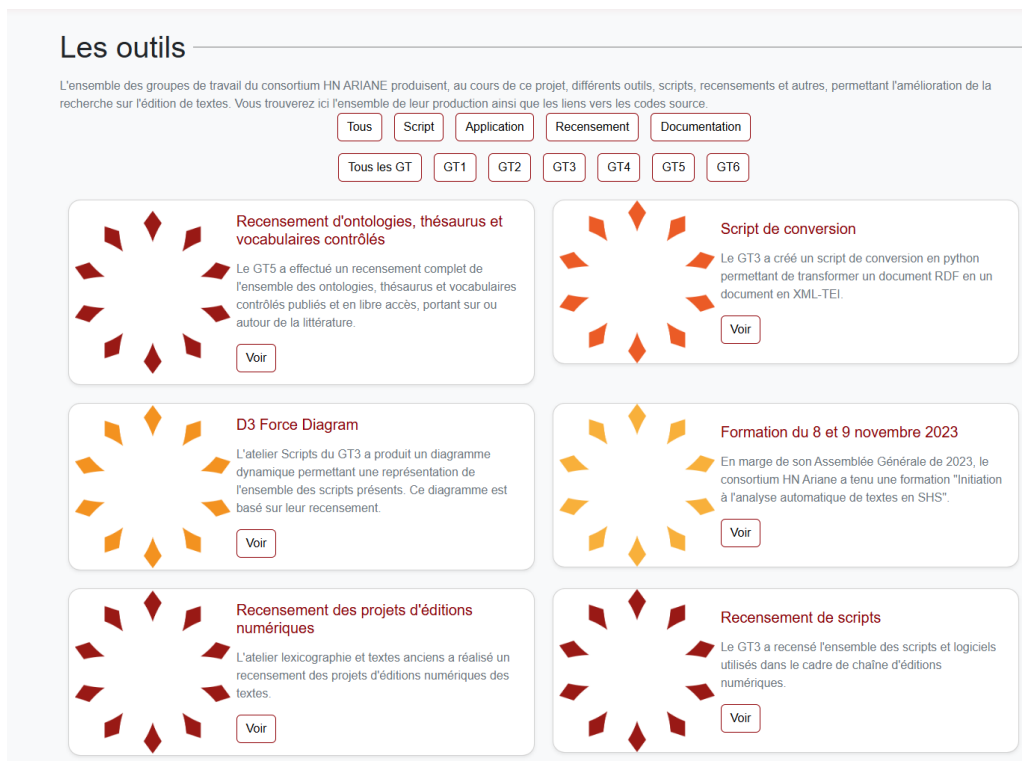 Les outils
L'ensemble des groupes de travail du consortium HN ARIANE produisent, au cours de ce projet, différents outils, scripts, recensements et autres, permettant l'amélioration de la
recherche sur l'édition de textes. Vous trouverez ici l'ensemble de leur production ainsi que les liens vers les codes source.
Tous Script Application Recensement Documentation
Tous les GT GT1 GT2 GT3 GT4 GT5 GT6
Recensement d'ontologies, thésaurus et
vocabulaires contrôlés
Le GT5 a effectué un recensement complet de
l'ensemble des ontologies, thésaurus et vocabulaires
contrôlés publiés et en libre accès, portant sur ou
autour de la littérature.
Voir
Script de conversion
Le GT3 a créé un script de conversion en python
permettant de transformer un document RDF en un
document en XML-TEI.
Voir
D3 Force Diagram
L'atelier Scripts du GT3 a produit un diagramme
dynamique permettant une représentation de
l'ensemble des scripts présents. Ce diagramme est
basé sur leur recensement.
Voir
Formation du 8 et 9 novembre 2023
En marge de son Assemblée Générale de 2023, le
consortium HN Ariane a tenu une formation "Initiation
à l'analyse automatique de textes en SHS".
Voir
Recensement des projets d'éditions
numériques
L'atelier lexicographie et textes anciens a réalisé un
recensement des projets d'éditions numériques des
textes.
Voir
Recensement de scripts
Le GT3 a recensé l'ensemble des scripts et logiciels
utilisés dans le cadre de chaîne d'éditions
numériques.
Voir